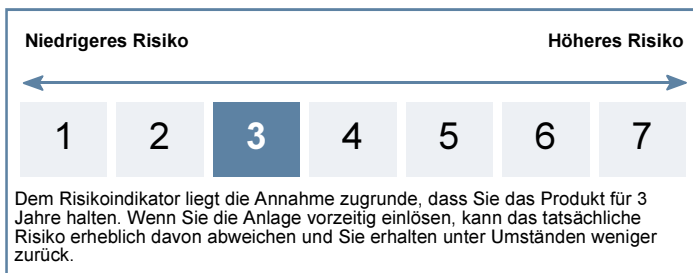 Niedrigeres Risiko Höheres Risiko
1 2 3 4 5 6 7
Dem Risikoindikator liegt die Annahme zugrunde, dass Sie das Produkt für 3
Jahre halten. Wenn Sie die Anlage vorzeitig einlösen, kann das tatsächliche
Risiko erheblich davon abweichen und Sie erhalten unter Umständen weniger
zurück.